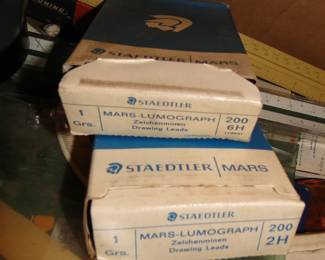 STAEDTLER | MARS
STAEDTLER
1
Grs.
MARS-LUMOGRAPH
Zeichenminen
Drawing Leads
200
6H
STAEDTLER | MARS
STAEDTLER
1
Grs.
MARS-LUMOGRAPH
Zeichenminen
Drawing Leads
200
2H